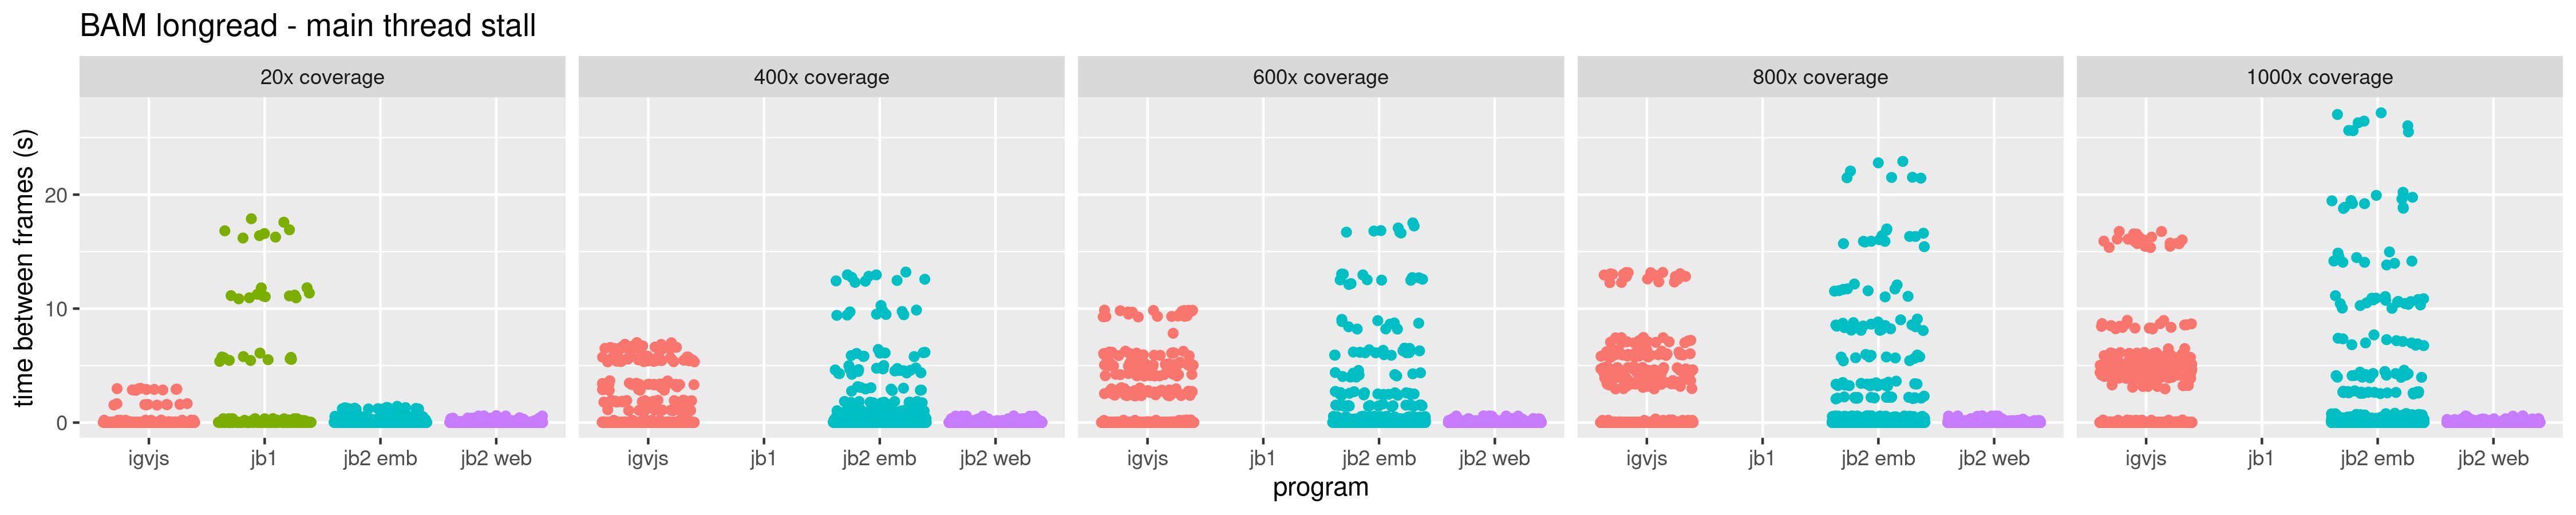 BAM longread - main thread stall
20x coverage 400x coverage 600x coverage 800x coverage 1000x coverage
time between frames (s)
20
10
0
igvjs jb1 jb2 emb jb2 web igvjs jb1 jb2 emb jb2 web igvjs jb1 jb2 emb jb2 web igvjs jb1 jb2 emb jb2 web igvjs jb1 jb2 emb jb2 web
program